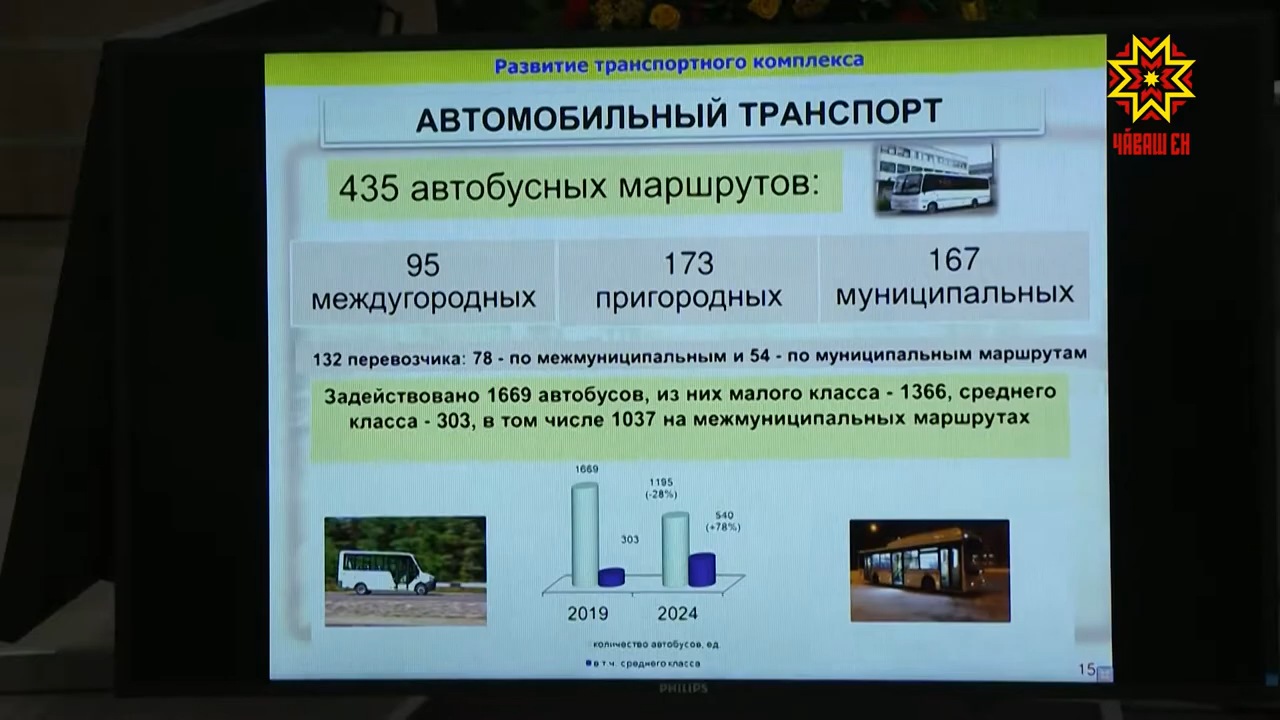 Развитие транспортного комплекса
АВТОМОБИЛЬНЫЙ ТРАНСПОРТ
ЧӐВАШ ЕН
435 автобусных маршрутов:
95
междугородных
173
пригородных
167
муниципальных
132 перевозчика: 78 - по межмуниципальным и 54 - по муниципальным маршрутам
Задействовано 1669 автобусов, из них малого класса - 1366, среднего
класса - 303, в том числе 1037 на межмуниципальных маршрутах
1669
303
1195
(-28%)
540
(+78%)
2019
2024
количество автобусов, ед.
в т.ч. среднего класса
15
PHILIPS